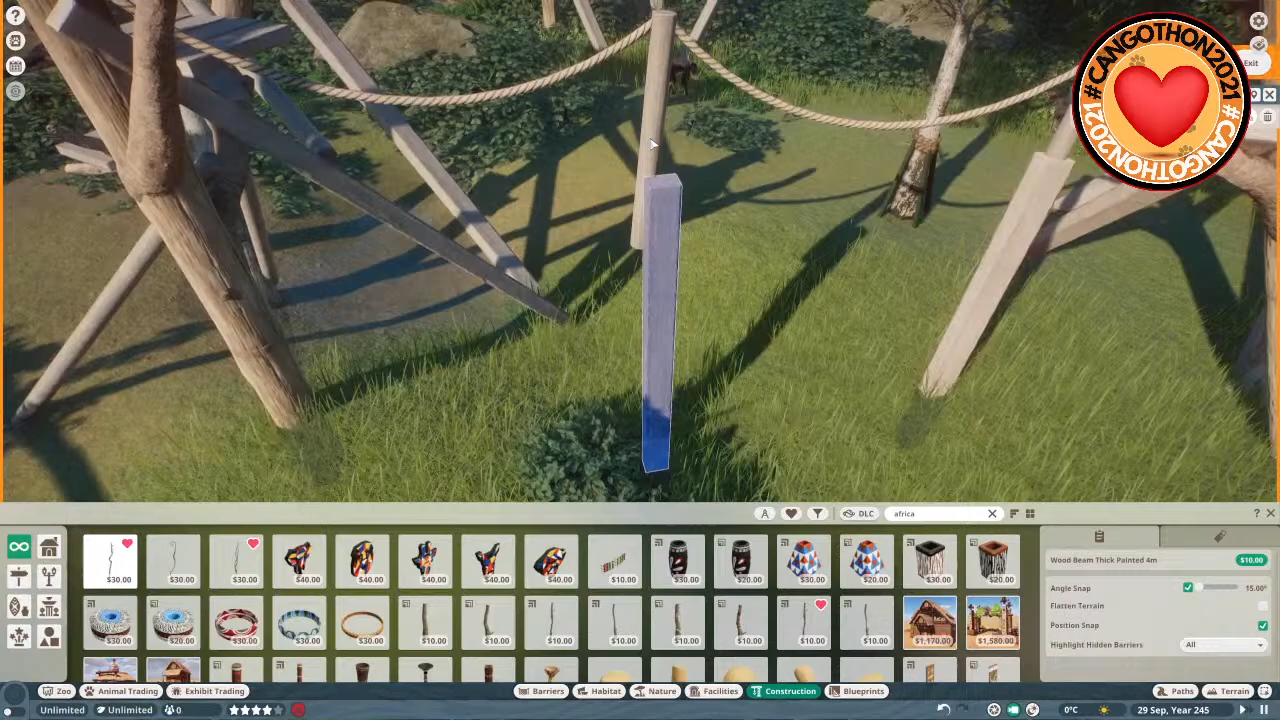 #CANGOTHON2021
#CANGOTHON2021
Exit
A
DLC
africa
?
$30.00
$30.00
$30.00
$40.00
$40.00
$40.00
$40.00
$40.00
$10.00
$30.00
$20.00
$30.00
$20.00
$30.00
$20.00
$30.00
$20.00
$30.00
$30.00
$30.00
$10.00
$10.00
$10.00
$10.00
$10.00
$10.00
$10.00
$10.00
$1,170.00
$1,580.00
Wood Beam Thick Painted 4m
$10.00
Angle Snap
15.00°
Flatten Terrain
Position Snap
Highlight Hidden Barriers
All
Zoo
Animal Trading
Exhibit Trading
Barriers
Habitat
Nature
Facilities
Construction
Blueprints
Paths
Terrain
Unlimited
Unlimited
0
0°C
29 Sep, Year 245